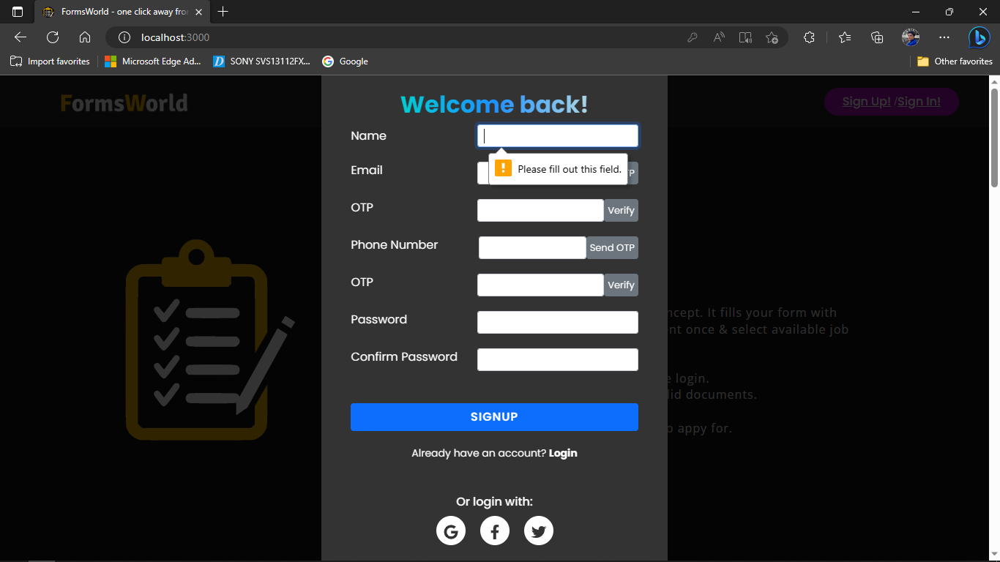 FormsWorld - one click away fro
localhost:3000
Import favorites
Microsoft Edge Ad...
SONY SVS13112FX...
Google
Other favorites
FormsWorld
Sign Up! /Sign In!
Welcome back!
Name
Please fill out this field.
Email
TP
OTP
Verify
Phone Number
Send OTP
OTP
Verify
Password
Confirm Password
SIGNUP
Already have an account? Login
Or login with:
ncept. It fills your form with
nt once & select available job
e login.
lid documents.
o appy for.